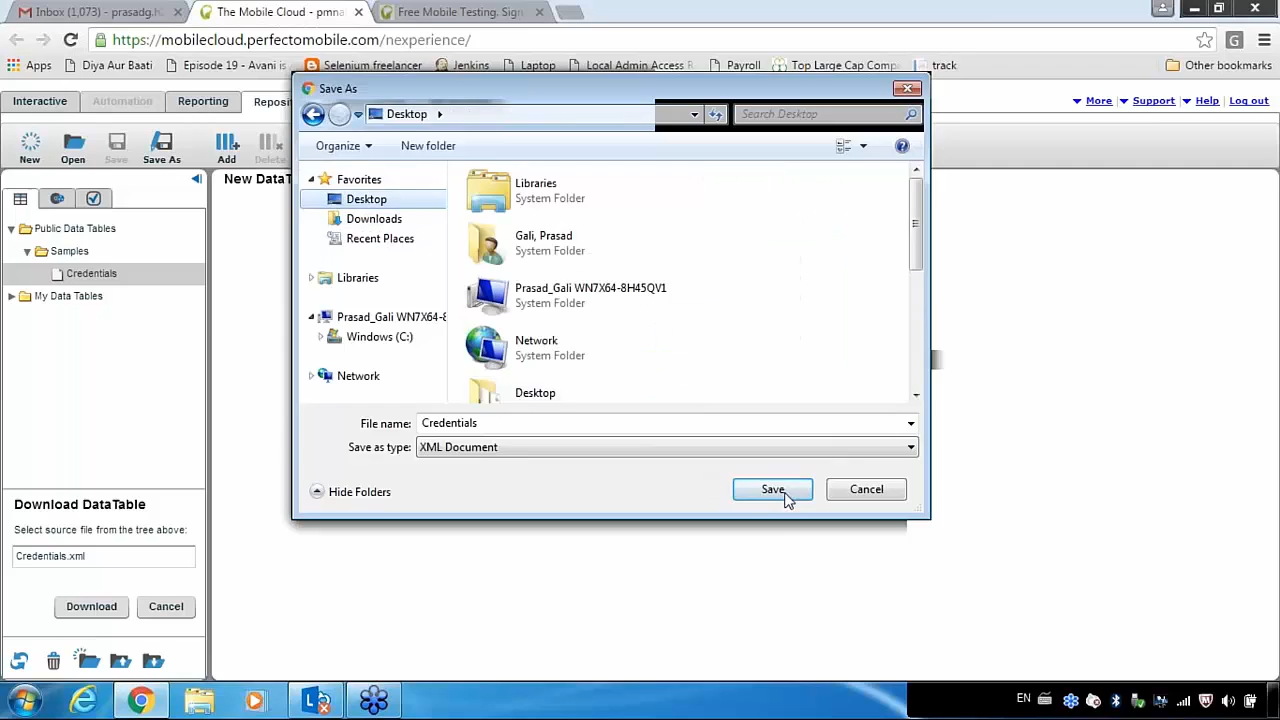 Inbox (1,073) - prasadg.h
The Mobile Cloud - pmna
Free Mobile Testing. Sign
https://mobilecloud.perfectomobile.com/nexperience/
Apps
Diya Aur Baati
Episode 19 - Avani is
Selenium freelancer
Jenkins
Laptop
Local Admin Access R
Payroll
Top Large Cap Comp
track
Other bookmarks
Interactive
Automation
Reporting
Reposi
More
Support
Help
Log out
New
Open
Save
Save As
Add
Delete
New DataT
Public Data Tables
Samples
Credentials
My Data Tables
Download DataTable
Select source file from the tree above:
Credentials.xml
Download
Cancel
Save As
Desktop
Search Desktop
Organize
New folder
Favorites
Desktop
Downloads
Recent Places
Libraries
Prasad_Gali WN7X64-8
Windows (C:)
Network
Libraries
System Folder
Gali, Prasad
System Folder
Prasad_Gali WN7X64-8H45QV1
System Folder
Network
System Folder
Desktop
File name:
Credentials
Save as type:
XML Document
Hide Folders
Save
Cancel
EN